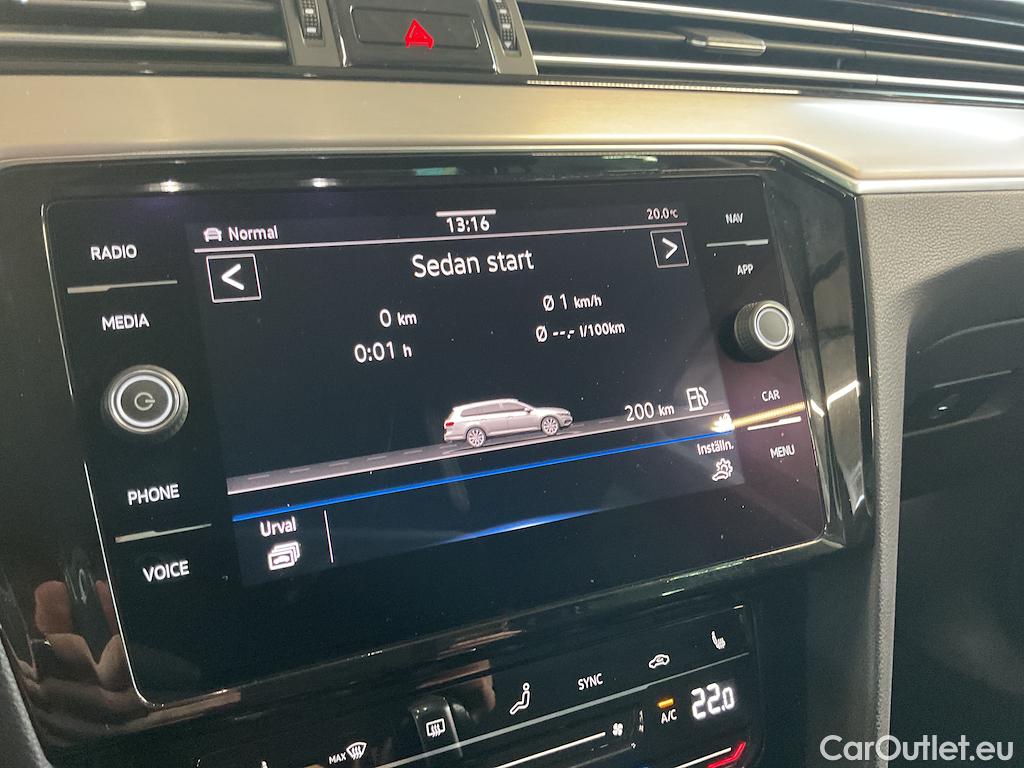 RADIO
MEDIA
PHONE
VOICE
Normal
13:16
20.0°C
<
Sedan start
>
0 km
0:01 h
Ø 1 km/h
Ø --,- l/100km
200 km
Urval
Inställn.
NAV
APP
CAR
MENU
SYNC
MAX
A/C
22.0
CarOutlet.eu